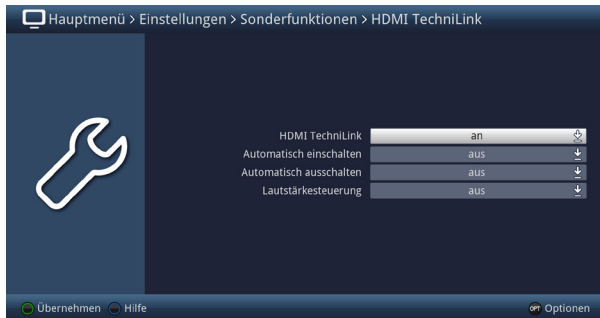 Hauptmenü > Einstellungen > Sonderfunktionen > HDMI TechniLink
HDMI TechniLink an
Automatisch einschalten aus
Automatisch ausschalten aus
Lautstärkesteuerung aus
Übernehmen Hilfe OPT Optionen